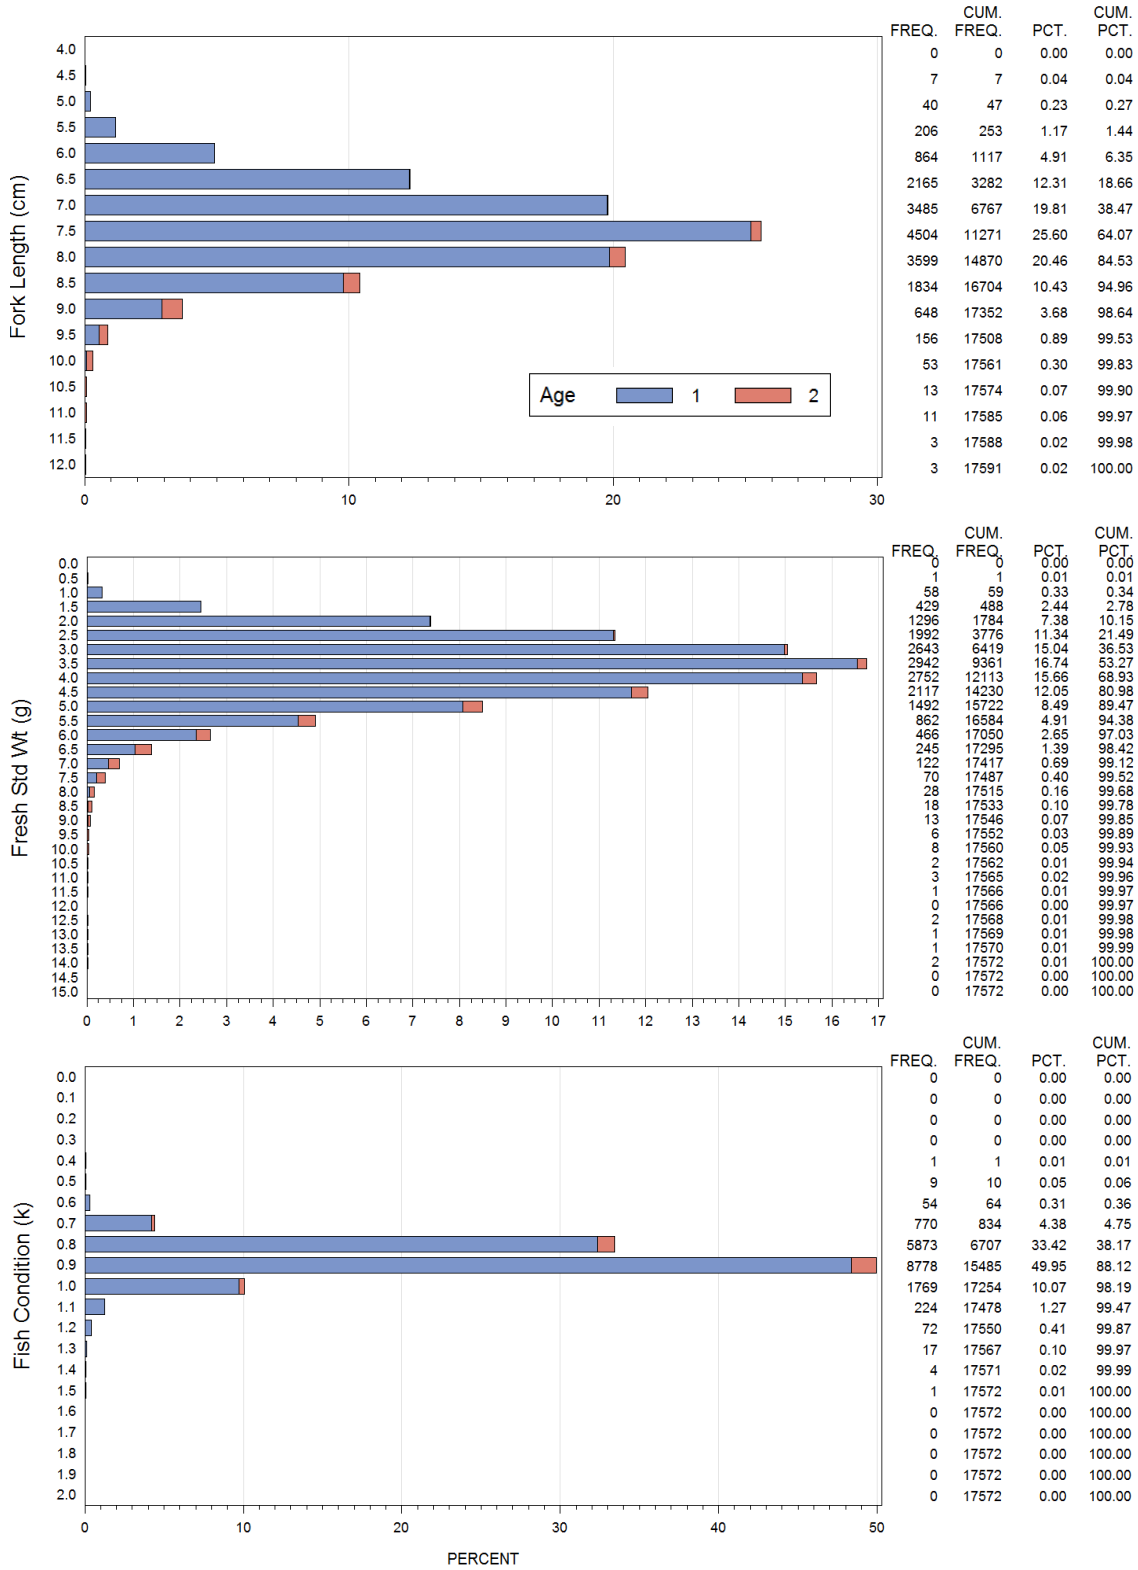 CUM. CUM.
FREQ. FREQ. PCT. PCT.
4.0 0 0 0.00 0.00
4.5 7 7 0.04 0.04
5.0 40 47 0.23 0.27
5.5 206 253 1.17 1.44
6.0 864 1117 4.91 6.35
6.5 2165 3282 12.31 18.66
7.0 3485 6767 19.81 38.47
7.5 4504 11271 25.60 64.07
8.0 3599 14870 20.46 84.53
8.5 1834 16704 10.43 94.96
9.0 648 17352 3.68 98.64
9.5 156 17508 0.89 99.53
10.0 53 17561 0.30 99.83
10.5 13 17574 0.07 99.90
11.0 11 17585 0.06 99.97
11.5 3 17588 0.02 99.98
12.0 3 17591 0.02 100.00
Fork Length (cm)
Age 1 2
0 10 20 30
CUM. CUM.
FREQ. FREQ. PCT. PCT.
0.0 0 0 0.00 0.00
0.5 1 1 0.01 0.01
1.0 58 59 0.33 0.34
1.5 429 488 2.44 2.78
2.0 1296 1784 7.38 10.15
2.5 1992 3776 11.34 21.49
3.0 2643 6419 15.04 36.53
3.5 2942 9361 16.74 53.27
4.0 2752 12113 15.66 68.93
4.5 2117 14230 12.05 80.98
5.0 1492 15722 8.49 89.47
5.5 862 16584 4.91 94.38
6.0 466 17050 2.65 97.03
6.5 245 17295 1.39 98.42
7.0 122 17417 0.69 99.12
7.5 70 17487 0.40 99.52
8.0 28 17515 0.16 99.68
8.5 18 17533 0.10 99.78
9.0 13 17546 0.07 99.85
9.5 6 17552 0.03 99.89
10.0 8 17560 0.05 99.93
10.5 2 17562 0.01 99.94
11.0 3 17565 0.02 99.96
11.5 1 17566 0.01 99.97
12.0 0 17566 0.00 99.97
12.5 2 17568 0.01 99.98
13.0 1 17569 0.01 99.98
13.5 1 17570 0.01 99.99
14.0 2 17572 0.01 100.00
14.5 0 17572 0.00 100.00
15.0 0 17572 0.00 100.00
Fresh Std Wt (g)
0 1 2 3 4 5 6 7 8 9 10 11 12 13 14 15 16 17
CUM. CUM.
FREQ. FREQ. PCT. PCT.
0.0 0 0 0.00 0.00
0.1 0 0 0.00 0.00
0.2 0 0 0.00 0.00
0.3 0 0 0.00 0.00
0.4 1 1 0.01 0.01
0.5 9 10 0.05 0.06
0.6 54 64 0.31 0.36
0.7 770 834 4.38 4.75
0.8 5873 6707 33.42 38.17
0.9 8778 15485 49.95 88.12
1.0 1769 17254 10.07 98.19
1.1 224 17478 1.27 99.47
1.2 72 17550 0.41 99.87
1.3 17 17567 0.10 99.97
1.4 4 17571 0.02 99.99
1.5 1 17572 0.01 100.00
1.6 0 17572 0.00 100.00
1.7 0 17572 0.00 100.00
1.8 0 17572 0.00 100.00
1.9 0 17572 0.00 100.00
2.0 0 17572 0.00 100.00
Fish Condition (k)
0 10 20 30 40 50
PERCENT